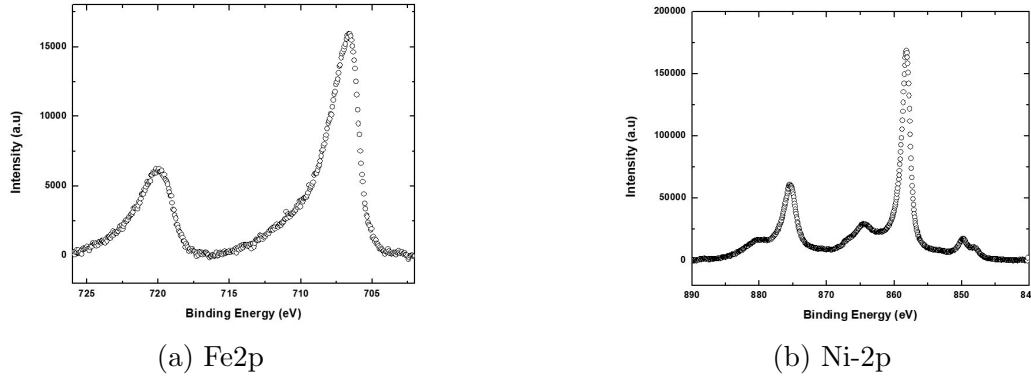 15000
10000
5000
0
Intensity (a.u)
725 720 715 710 705
Binding Energy (eV)
(a) Fe2p
200000
150000
100000
50000
0
Intensity (a.u)
890 880 870 860 850 84
Binding Energy (eV)
(b) Ni-2p